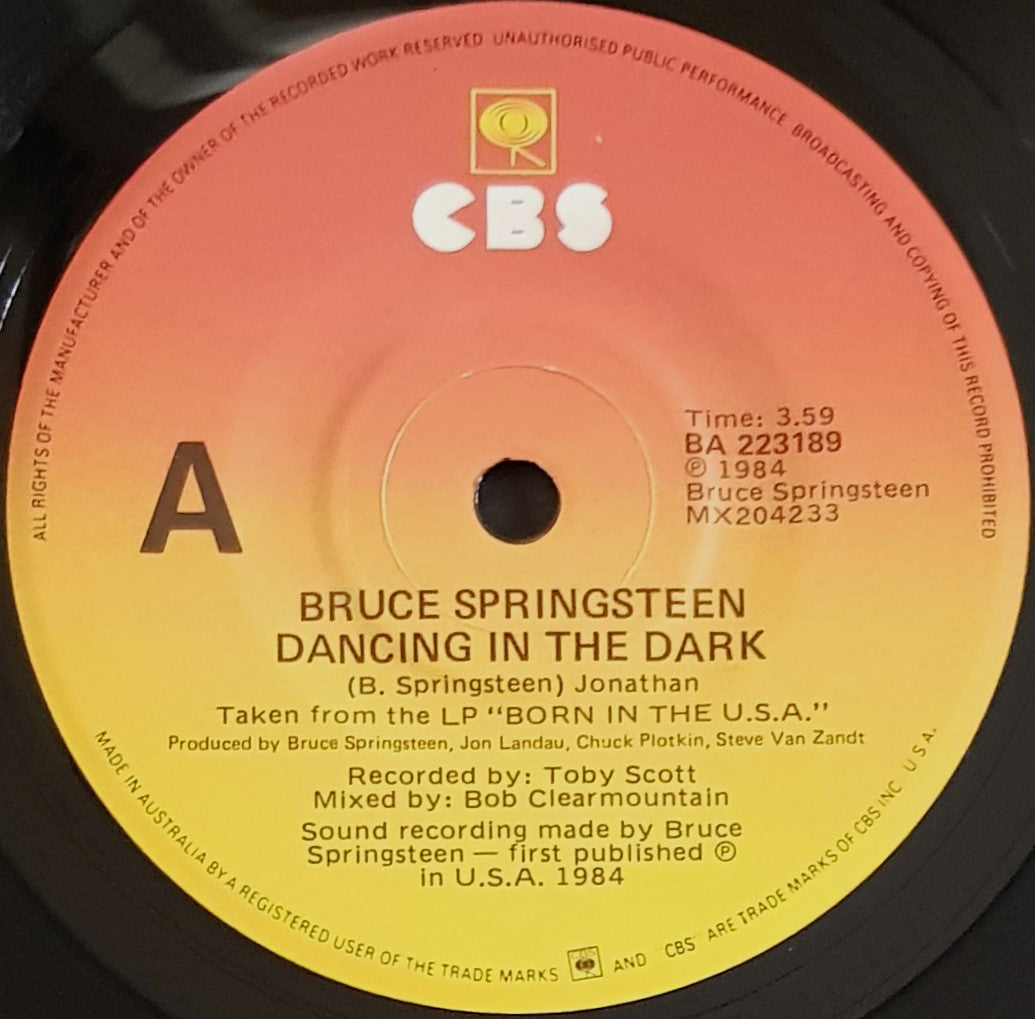 ALL RIGHTS OF THE MANUFACTURER AND OF THE OWNER OF THE RECORDED WORK RESERVED UNAUTHORISED PUBLIC PERFORMANCE BROADCASTING AND COPYING OF THIS RECORD PROHIBITED
CBS
Time: 3.59
BA 223189
℗ 1984
Bruce Springsteen
MX204233
A
BRUCE SPRINGSTEEN
DANCING IN THE DARK
(B. Springsteen) Jonathan
Taken from the LP "BORN IN THE U.S.A."
Produced by Bruce Springsteen, Jon Landau, Chuck Plotkin, Steve Van Zandt
Recorded by: Toby Scott
Mixed by: Bob Clearmountain
Sound recording made by Bruce
Springsteen — first published ℗
in U.S.A. 1984
MADE IN AUSTRALIA BY A REGISTERED USER OF THE TRADE MARKS CBS AND "CBS" ARE TRADE MARKS OF CBS INC U.S.A.